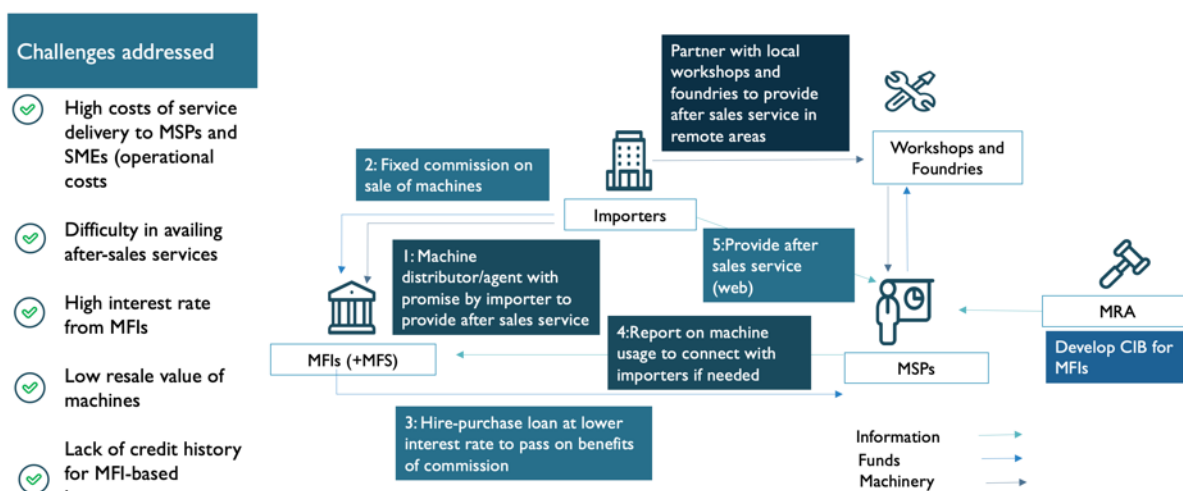 Challenges addressed
High costs of service
delivery to MSPs and
SMEs (operational
costs
Difficulty in availing
after-sales services
High interest rate
from MFIs
Low resale value of
machines
Lack of credit history
for MFI-based
Partner with local
workshops and
foundries to provide
after sales service in
remote areas
Workshops and
Foundries
2: Fixed commission on
sale of machines
Importers
1: Machine
distributor/agent with
promise by importer to
provide after sales service
5:Provide after
sales service
(web)
MFIs (+MFS)
4:Report on machine
usage to connect with
importers if needed
MSPs
MRA
Develop CIB for
MFIs
3: Hire-purchase loan at lower
interest rate to pass on benefits
of commission
Information
Funds
Machinery